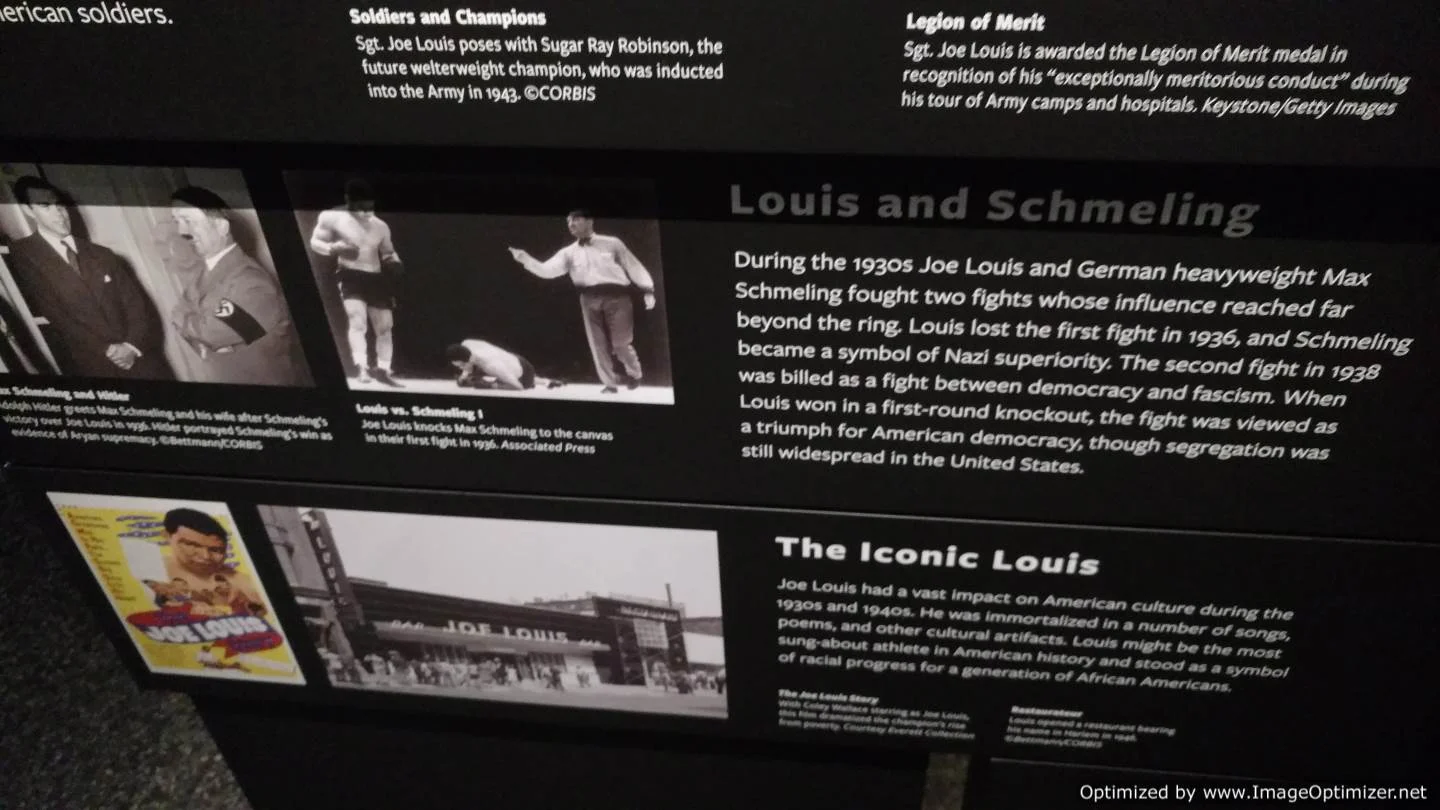 erican soldiers.
Soldiers and Champions
Sgt. Joe Louis poses with Sugar Ray Robinson, the
future welterweight champion, who was inducted
into the Army in 1943. ©CORBIS
Legion of Merit
Sgt. Joe Louis is awarded the Legion of Merit medal in
recognition of his “exceptionally meritorious conduct” during
his tour of Army camps and hospitals. Keystone/Getty Images
ax Schmeling and Hitler
dolph Hitler greets Max Schmeling and his wife after Schmeling's
victory over Joe Louis in 1936. Hitler portrayed Schmeling's win as
evidence of Aryan supremacy. ©Bettmann/CORBIS
Louis vs. Schmeling I
Joe Louis knocks Max Schmeling to the canvas
in their first fight in 1936. Associated Press
Louis and Schmeling
During the 1930s Joe Louis and German heavyweight Max
Schmeling fought two fights whose influence reached far
beyond the ring. Louis lost the first fight in 1936, and Schmeling
became a symbol of Nazi superiority. The second fight in 1938
was billed as a fight between democracy and fascism. When
Louis won in a first-round knockout, the fight was viewed as
a triumph for American democracy, though segregation was
still widespread in the United States.
JOE LOUIS
BAR JOE LOUIS BAR
The Iconic Louis
Joe Louis had a vast impact on American culture during the
1930s and 1940s. He was immortalized in a number of songs,
poems, and other cultural artifacts. Louis might be the most
sung-about athlete in American history and stood as a symbol
of racial progress for a generation of African Americans.
The Joe Louis Story
With Coley Wallace starring as Joe Louis,
this film dramatized the champion's rise
from poverty. Courtesy Everett Collection
Restaurateur
Louis opened a restaurant bearing
his name in Harlem in 1946.
©Bettmann/CORBIS
Optimized by www.ImageOptimizer.net